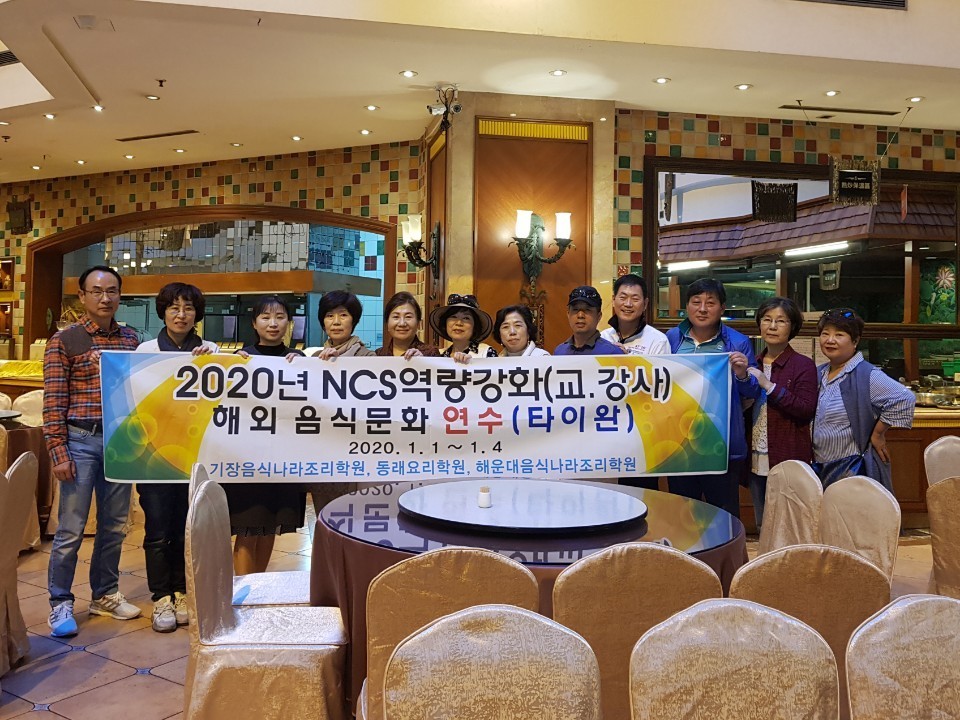 2020년 NCS역량강화(교.강사)
해외 음식문화 연수(타이완)
2020. 1. 1 ~ 1. 4
기장음식나라조리학원, 동래요리학원, 해운대음식나라조리학원